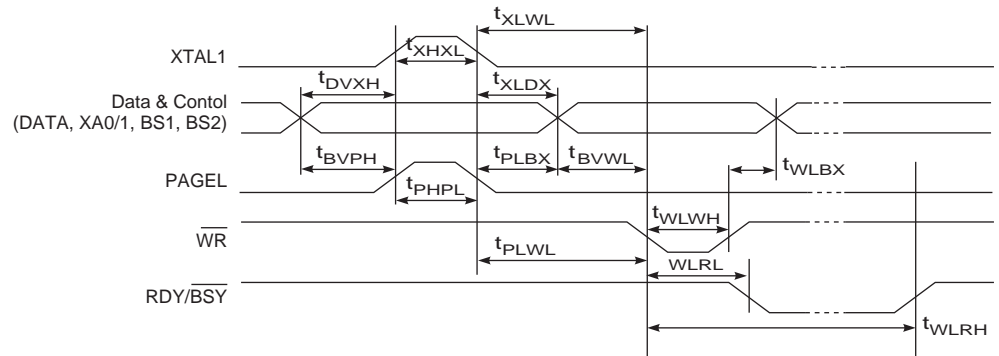 tXLWL
XTAL1
tXHXL
tDVXH
tXLDX
Data & Contol
(DATA, XA0/1, BS1, BS2)
tBVPH
tPLBX
tBVWL
tWLBX
PAGEL
tPHPL
tWLWH
WR
tPLWL
WLRL
RDY/BSY
tWLRH